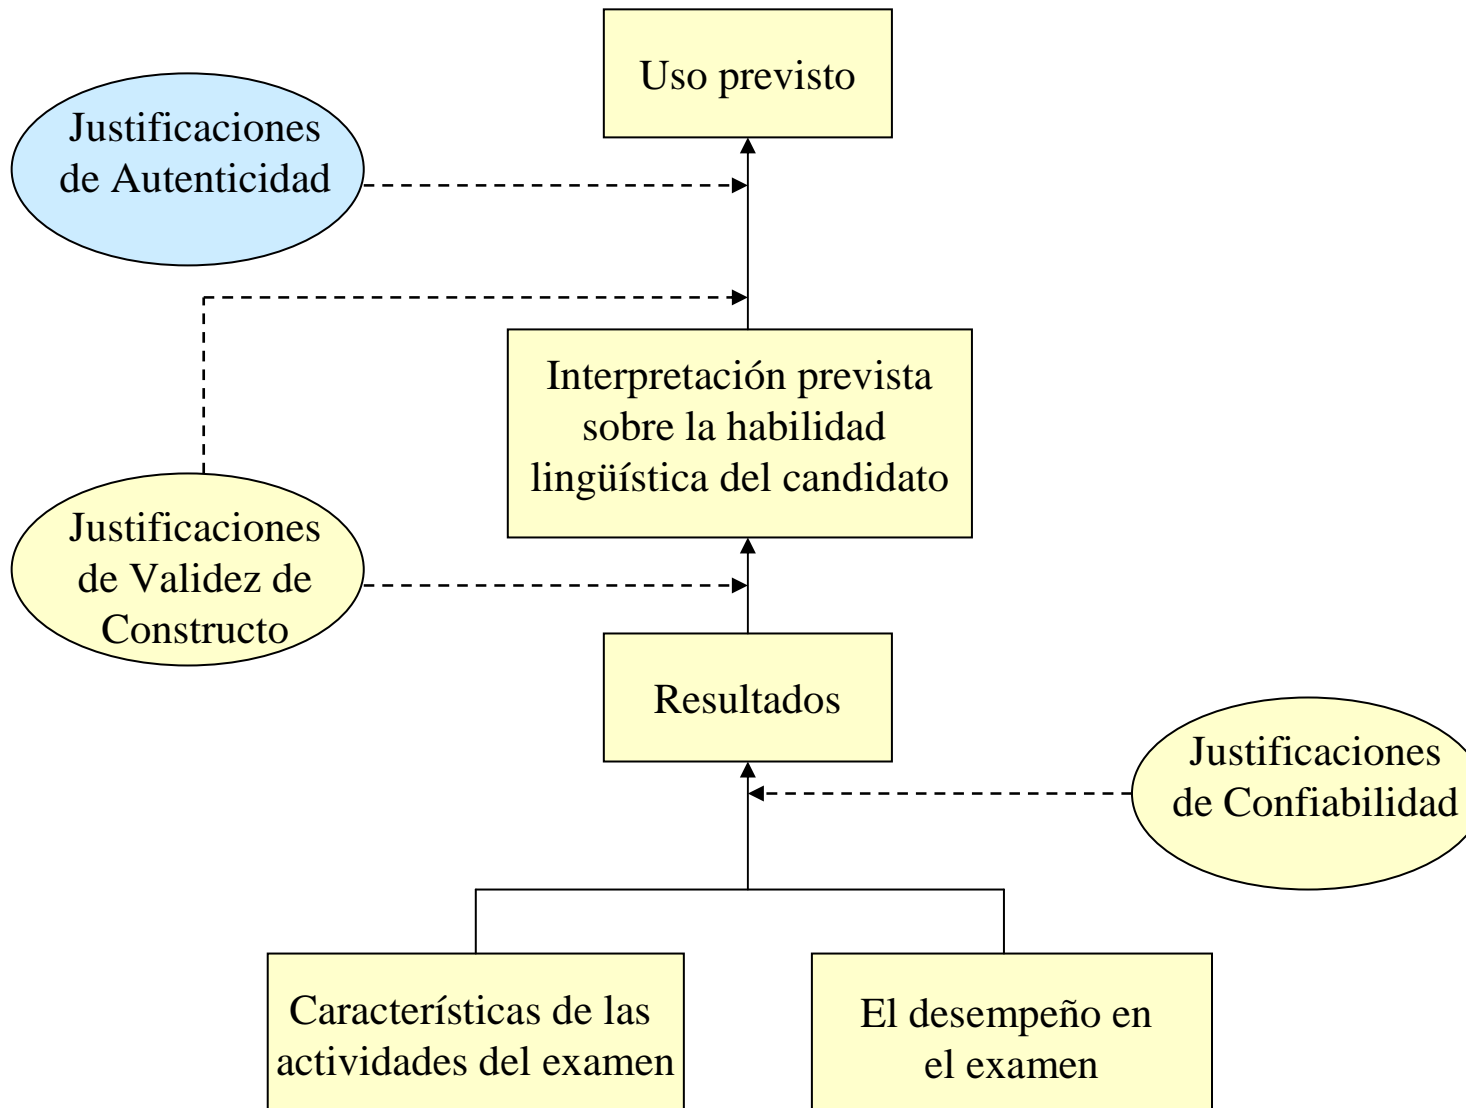 Uso previsto
Justificaciones
de Autenticidad
Interpretación prevista
sobre la habilidad
lingüística del candidato
Justificaciones
de Validez de
Constructo
Resultados
Justificaciones
de Confiabilidad
Características de las
actividades del examen
El desempeño en
el examen